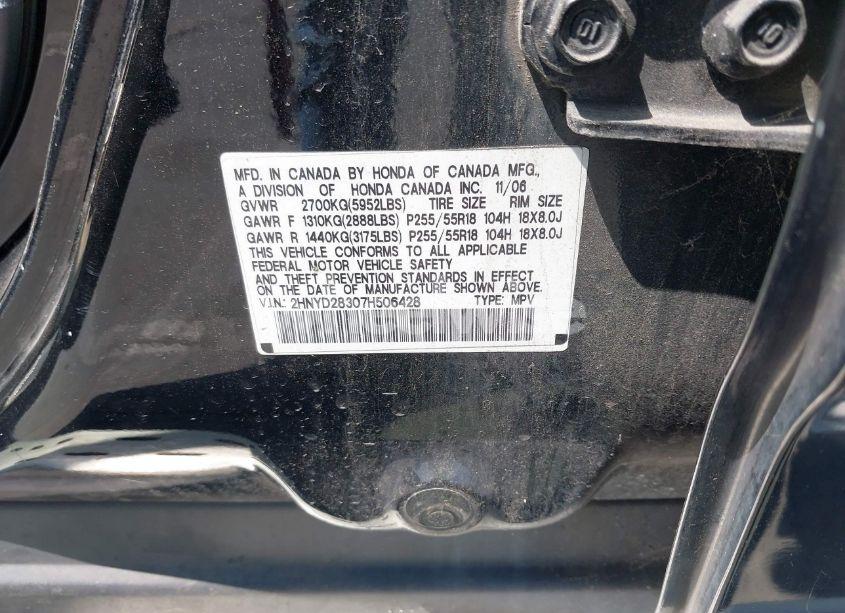 10
10
MFD. IN CANADA BY HONDA OF CANADA MFG.,
A DIVISION OF HONDA CANADA INC. 11/06
GVWR 2700KG(5952LBS) TIRE SIZE RIM SIZE
GAWR F 1310KG(2888LBS) P255/55R18 104H 18X8.0J
GAWR R 1440KG(3175LBS) P255/55R18 104H 18X8.0J
THIS VEHICLE CONFORMS TO ALL APPLICABLE
FEDERAL MOTOR VEHICLE SAFETY
AND THEFT PREVENTION STANDARDS IN EFFECT
ON THE DATE OF MANUFACTURE SHOWN ABOVE.
V.I.N.: 2HNYD28307H506428 TYPE: MPV